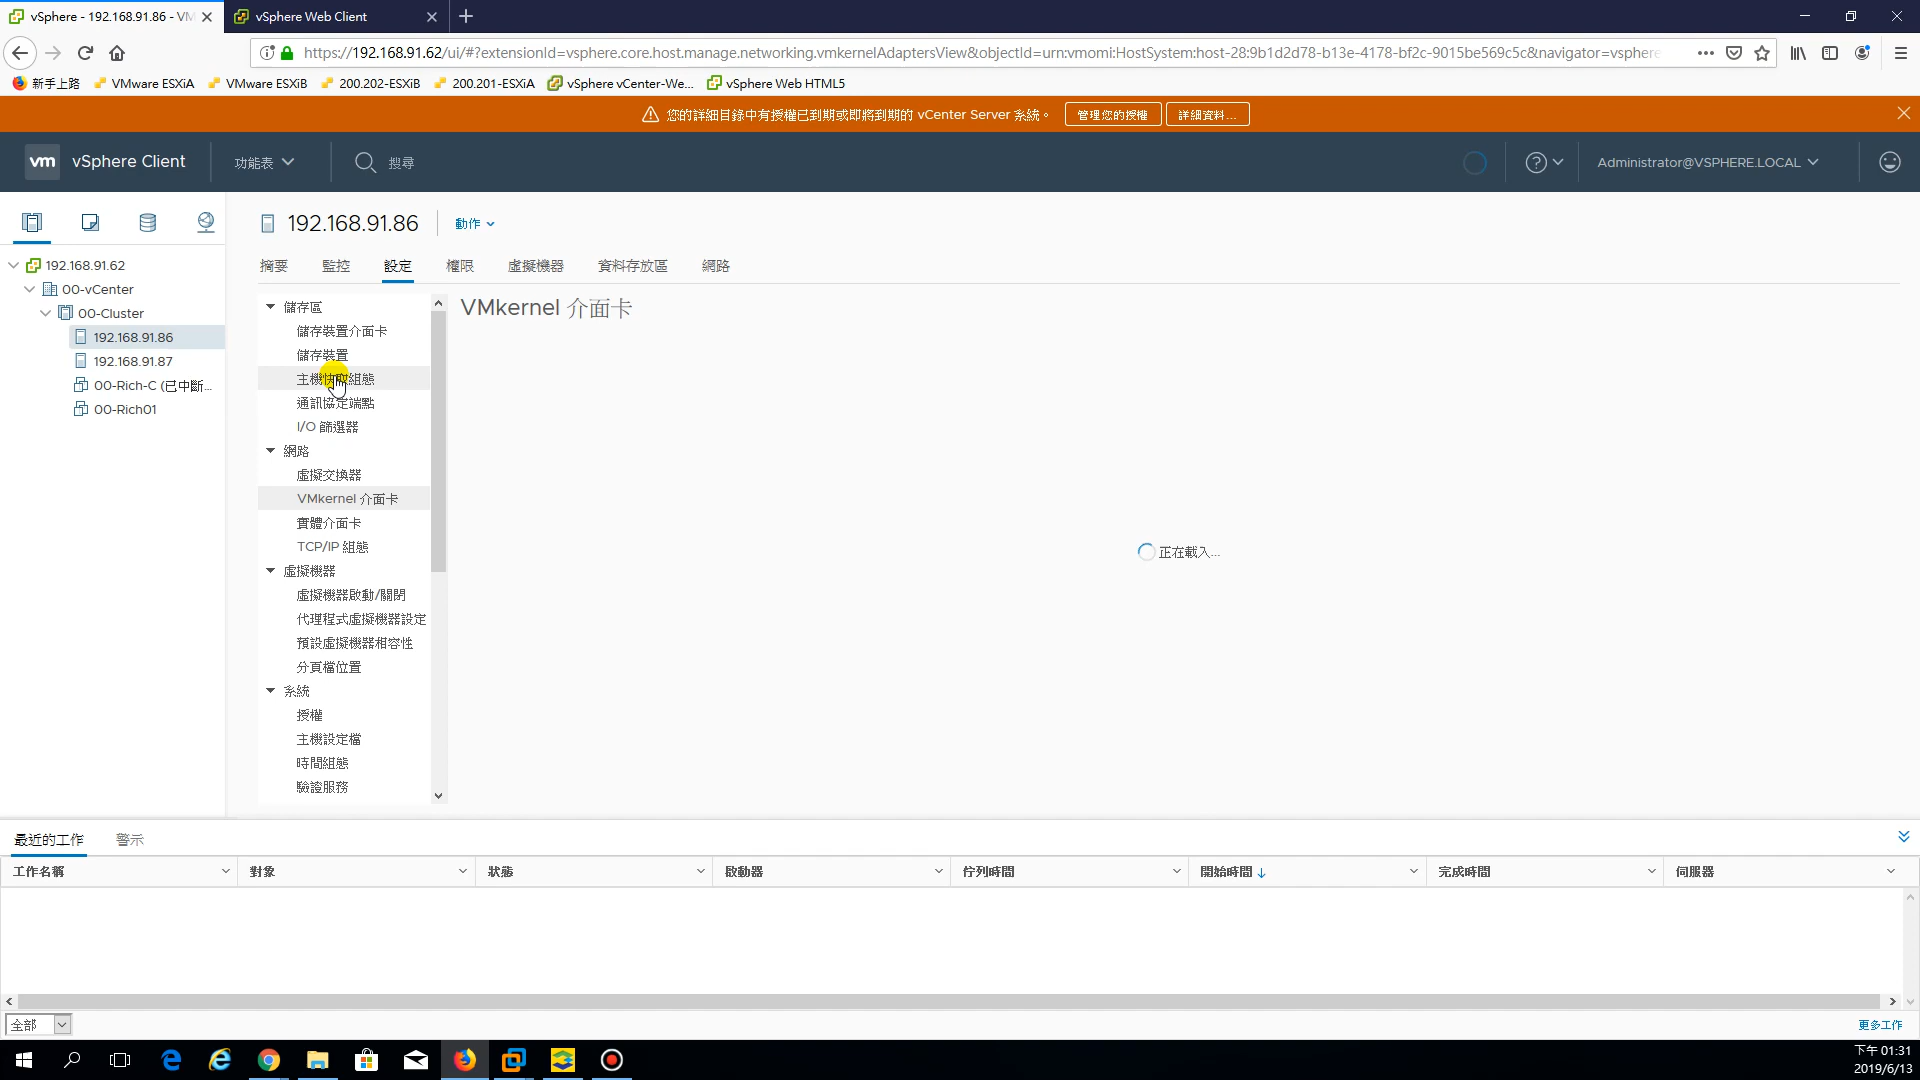 vSphere - 192.168.91.86 - VM
vSphere Web Client
https://192.168.91.62/ui/#?extensionId=vsphere.core.host.manage.networking.vmkernelAdaptersView&objectId=urn:vmomi:HostSystem:host-28:9b1d2d78-b13e-4178-bf2c-9015be569c5c&navigator=vsphere
新手上路
VMware ESXiA
VMware ESXiB
200.202-ESXiB
200.201-ESXiA
vSphere vCenter-We...
vSphere Web HTML5
您的詳細目錄中有授權已到期或即將到期的 vCenter Server 系統。
管理您的授權
詳細資料...
vm
vSphere Client
功能表
搜尋
Administrator@VSPHERE.LOCAL
192.168.91.86
動作
摘要
監控
設定
權限
虛擬機器
資料存放區
網路
192.168.91.62
00-vCenter
00-Cluster
192.168.91.86
192.168.91.87
00-Rich-C (已中斷...
00-Rich01
儲存區
儲存裝置介面卡
儲存裝置
主機快取組態
通訊協定端點
I/O 篩選器
網路
虛擬交換器
VMkernel 介面卡
實體介面卡
TCP/IP 組態
虛擬機器
虛擬機器啟動/關閉
代理程式虛擬機器設定
預設虛擬機器相容性
分頁檔位置
系統
授權
主機設定檔
時間組態
驗證服務
VMkernel 介面卡
正在載入...
最近的工作
警示
工作名稱
對象
狀態
啟動器
佇列時間
開始時間
完成時間
伺服器
全部
更多工作
下午 01:31
2019/6/13